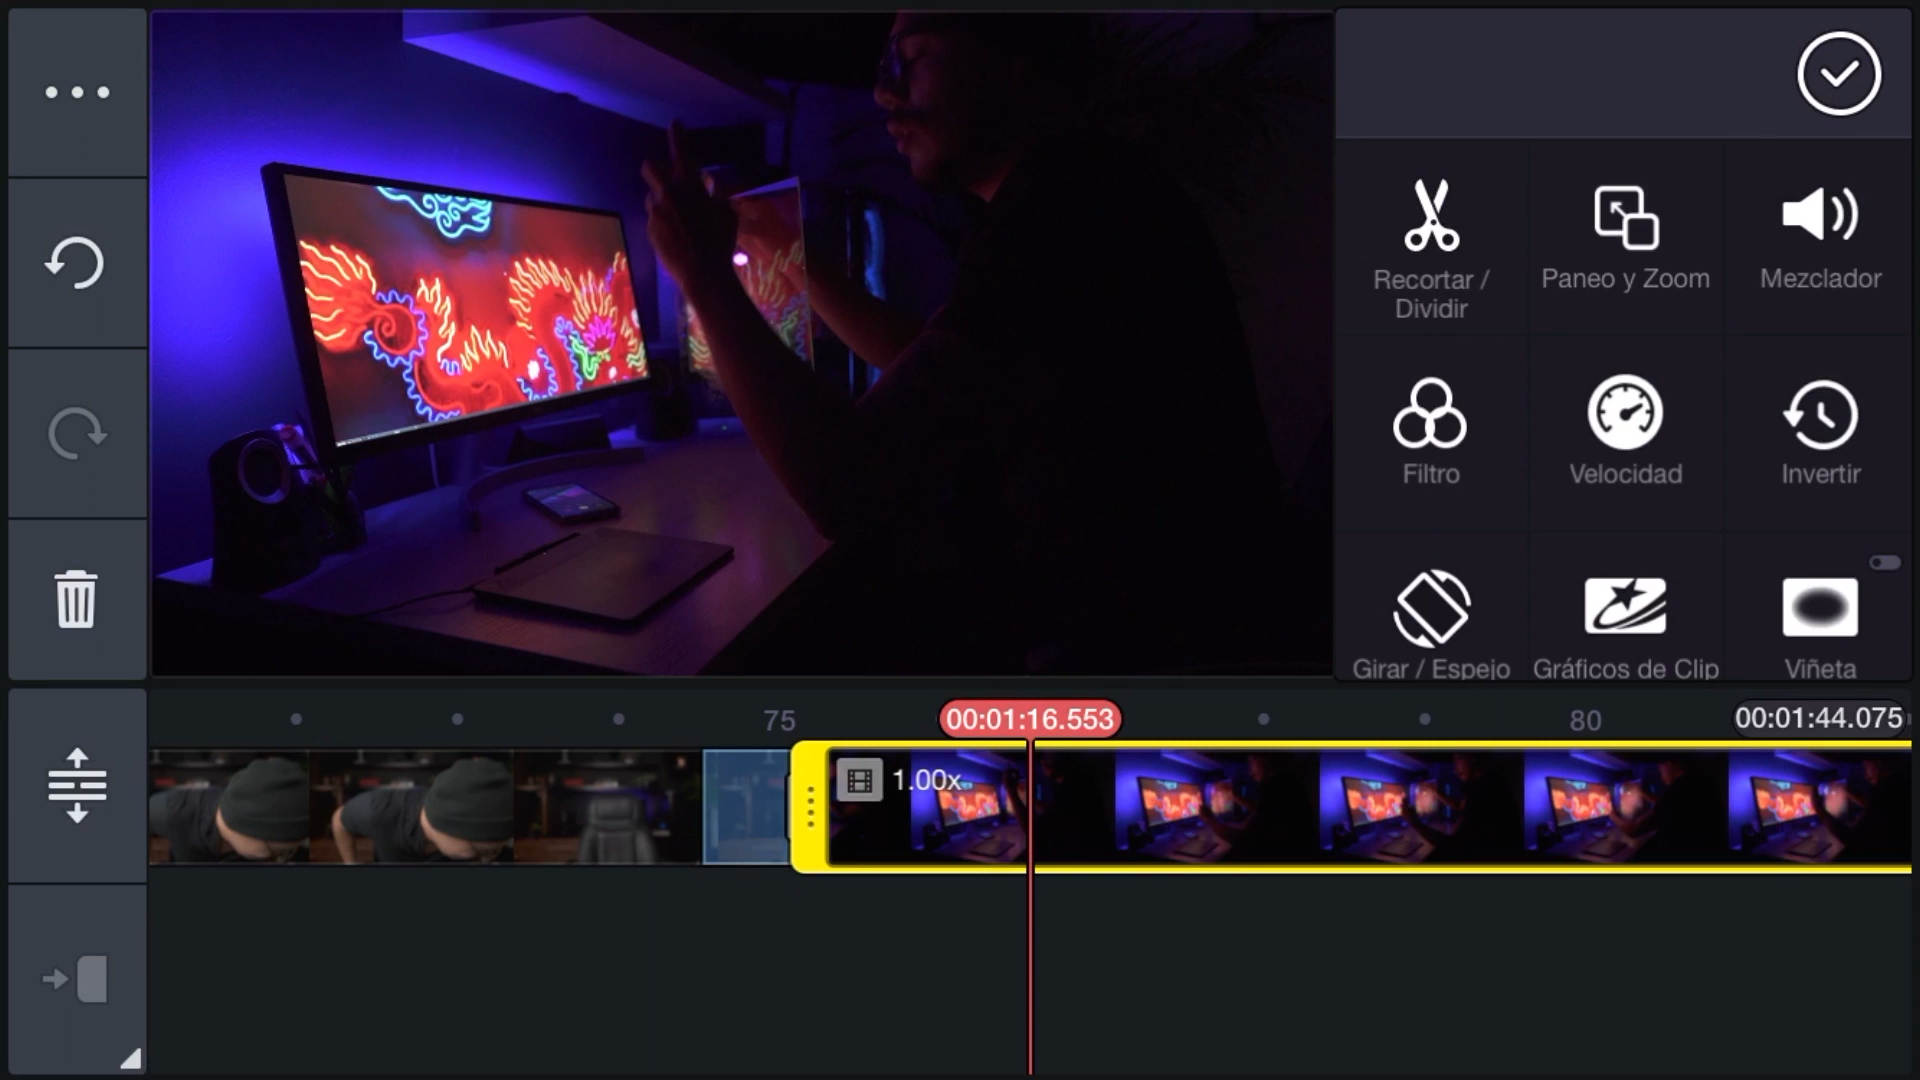 Recortar /
Dividir
Paneo y Zoom
Mezclador
Filtro
Velocidad
Invertir
Girar / Espejo
Gráficos de Clip
Viñeta
75
00:01:16.553
80
00:01:44.075
1.00x